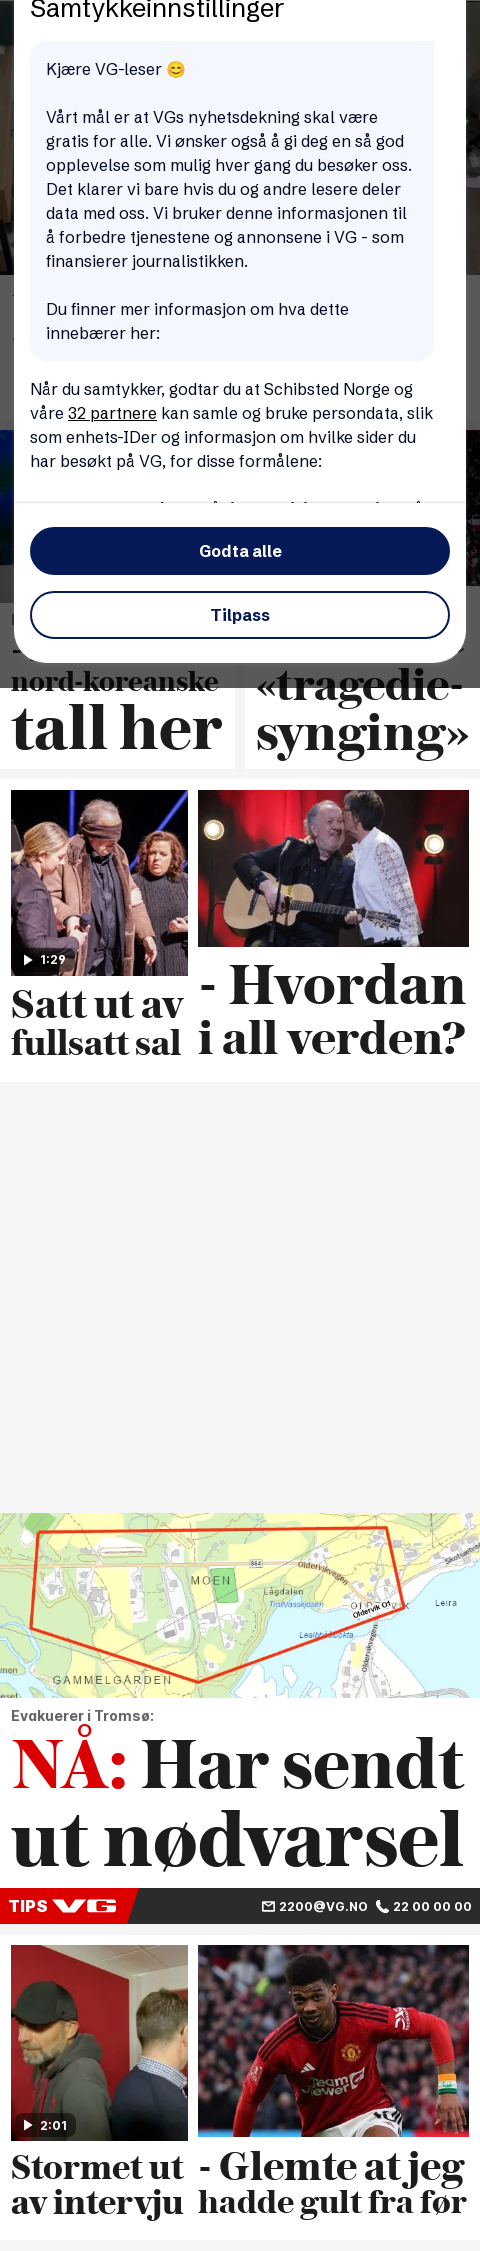 Samtykkeinnstillinger
Kjære VG-leser 😊
Vårt mål er at VGs nyhetsdekning skal være
gratis for alle. Vi ønsker også å gi deg en så god
opplevelse som mulig hver gang du besøker oss.
Det klarer vi bare hvis du og andre lesere deler
data med oss. Vi bruker denne informasjonen til
å forbedre tjenestene og annonsene i VG - som
finansierer journalistikken.
Du finner mer informasjon om hva dette
innebærer her:
Når du samtykker, godtar du at Schibsted Norge og
våre 32 partnere kan samle og bruke persondata, slik
som enhets-IDer og informasjon om hvilke sider du
har besøkt på VG, for disse formålene:
Godta alle
Tilpass
nord-koreanske
tall her
«tragedie-
synging»
1:29
Satt ut av
fullsatt sal
- Hvordan
i all verden?
864
MOEN
Oldervikvegen
Skotsætve
Lågdalen
Trollvasskjosen
Oldervik O1
Leira
Oldervikvegen
GAMMELGÅRDEN
Evakuerer i Tromsø:
NÅ: Har sendt
ut nødvarsel
TIPS VG
2200@VG.NO 22 00 00 00
TeamViewer
2:01
Stormet ut
av intervju
- Glemte at jeg
hadde gult fra før